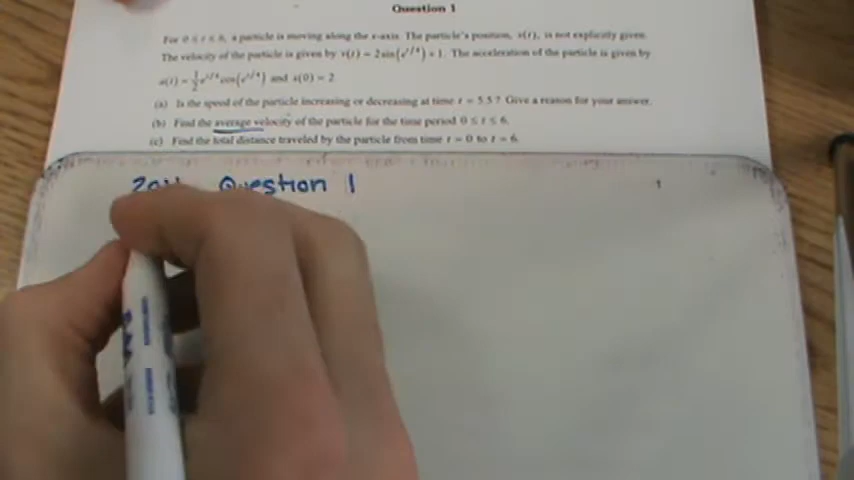 Question 1
For 0 ≤ t ≤ 6, a particle is moving along the x-axis. The particle's position, x(t), is not explicitly given.
The velocity of the particle is given by v(t) = 2sin(e^{t/4}) + 1. The acceleration of the particle is given by
a(t) = 1/2 e^{t/4} cos(e^{t/4}) and x(0) = 2
(a) Is the speed of the particle increasing or decreasing at time t = 5.5? Give a reason for your answer.
(b) Find the average velocity of the particle for the time period 0 ≤ t ≤ 6.
(c) Find the total distance traveled by the particle from time t = 0 to t = 6.
Question 1